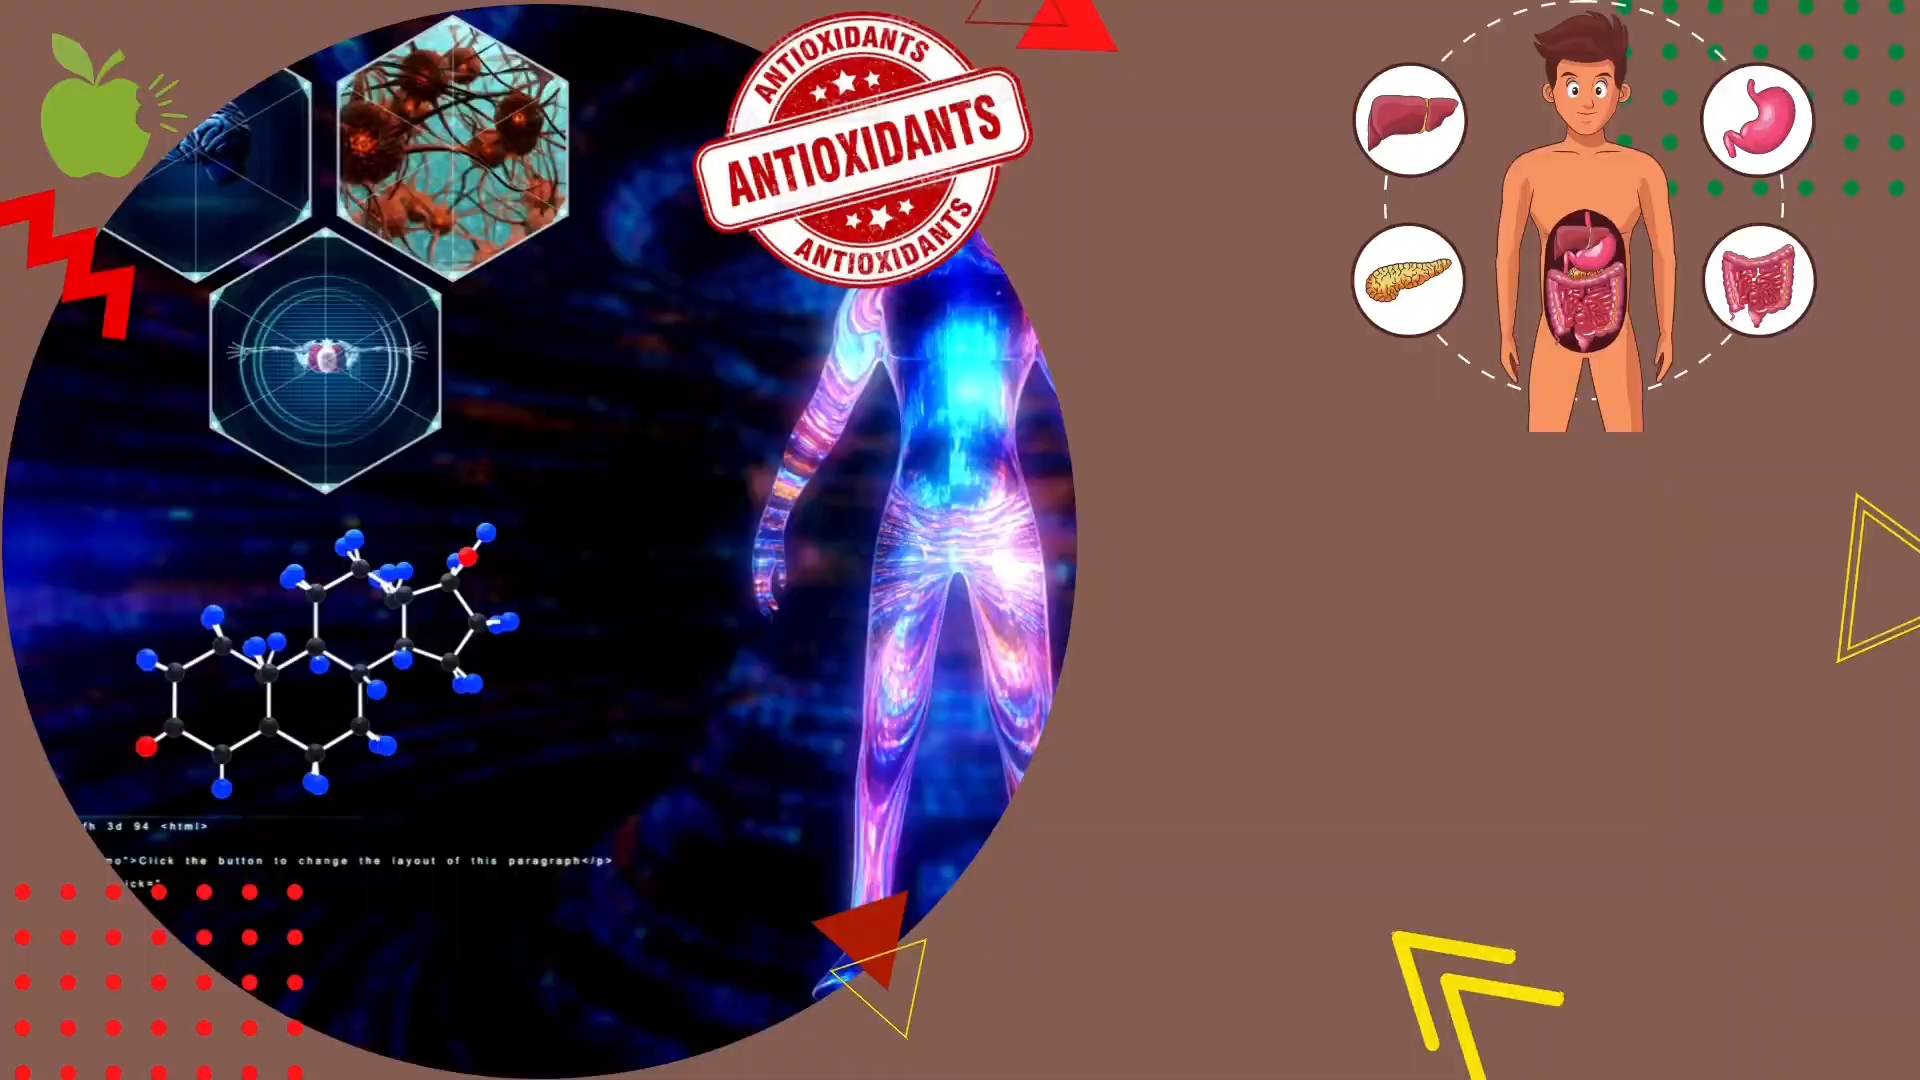 ANTIOXIDANTS
ANTIOXIDANTS
ANTIOXIDANTS
3d 94 <html>
>Click the button to change the layout of this paragraph</p>